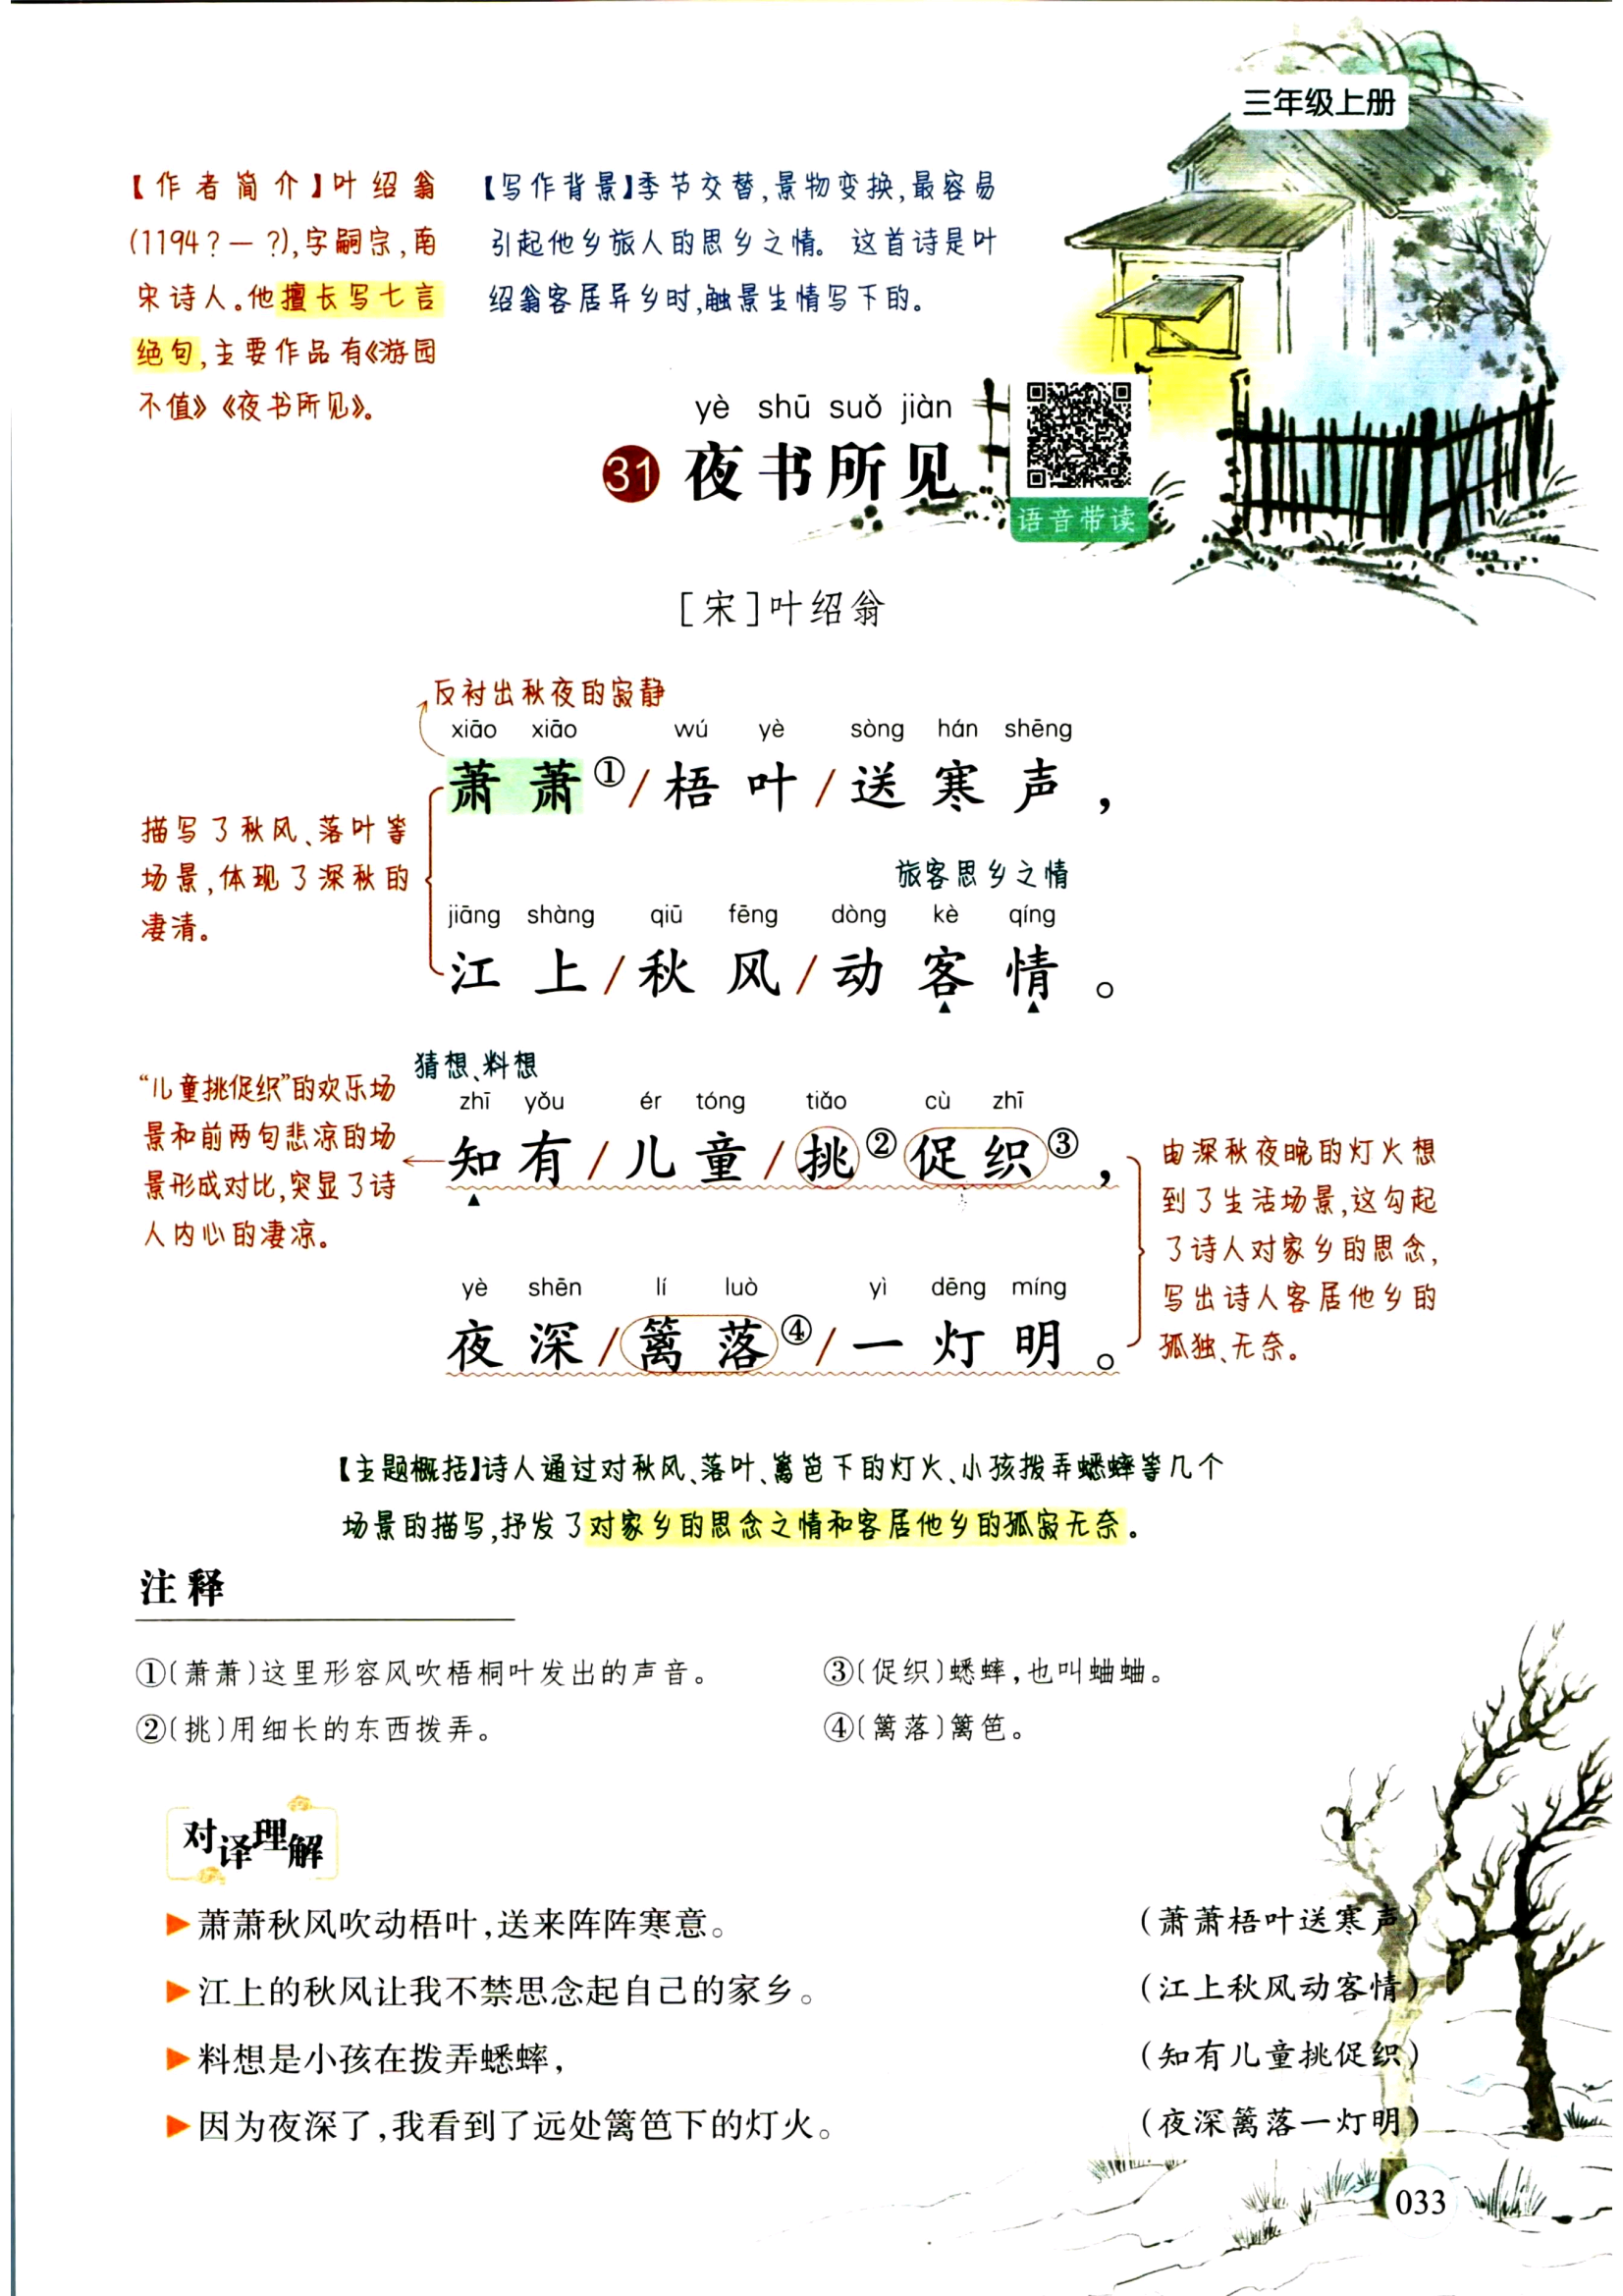 三年级上册
【作者简介】叶绍翁
(1194？—？),字嗣宗,南
宋诗人。他擅长写七言
绝句,主要作品有《游园
不值》《夜书所见》。
【写作背景】季节交替,景物变换,最容易
引起他乡旅人的思乡之情。这首诗是叶
绍翁客居异乡时,触景生情写下的。
yè shū suǒ jiàn
31 夜书所见
语音带读
[宋]叶绍翁
反衬出秋夜的寂静
xiāo xiāo wú yè sòng hán shēng
萧萧①/梧叶/送寒声，
描写了秋风、落叶等
场景,体现了深秋的
凄清。
旅客思乡之情
jiāng shàng qiū fēng dòng kè qíng
江上/秋风/动客情。
猜想、料想
zhī yǒu ér tóng tiǎo cù zhī
知有/儿童/挑②促织③，
“儿童挑促织”的欢乐场
景和前两句悲凉的场
景形成对比,突显了诗
人内心的凄凉。
yè shēn lí luò yì dēng míng
夜深/篱落④/一灯明。
由深秋夜晚的灯火想
到了生活场景,这勾起
了诗人对家乡的思念,
写出诗人客居他乡的
孤独、无奈。
【主题概括】诗人通过对秋风、落叶、篱笆下的灯火、小孩拨弄蟋蟀等几个
场景的描写,抒发了对家乡的思念之情和客居他乡的孤寂无奈。
注释
①〔萧萧〕这里形容风吹梧桐叶发出的声音。
②〔挑〕用细长的东西拨弄。
③〔促织〕蟋蟀,也叫蛐蛐。
④〔篱落〕篱笆。
对译理解
▶萧萧秋风吹动梧叶,送来阵阵寒意。 (萧萧梧叶送寒声)
▶江上的秋风让我不禁思念起自己的家乡。 (江上秋风动客情)
▶料想是小孩在拨弄蟋蟀, (知有儿童挑促织)
▶因为夜深了,我看到了远处篱笆下的灯火。 (夜深篱落一灯明)
033